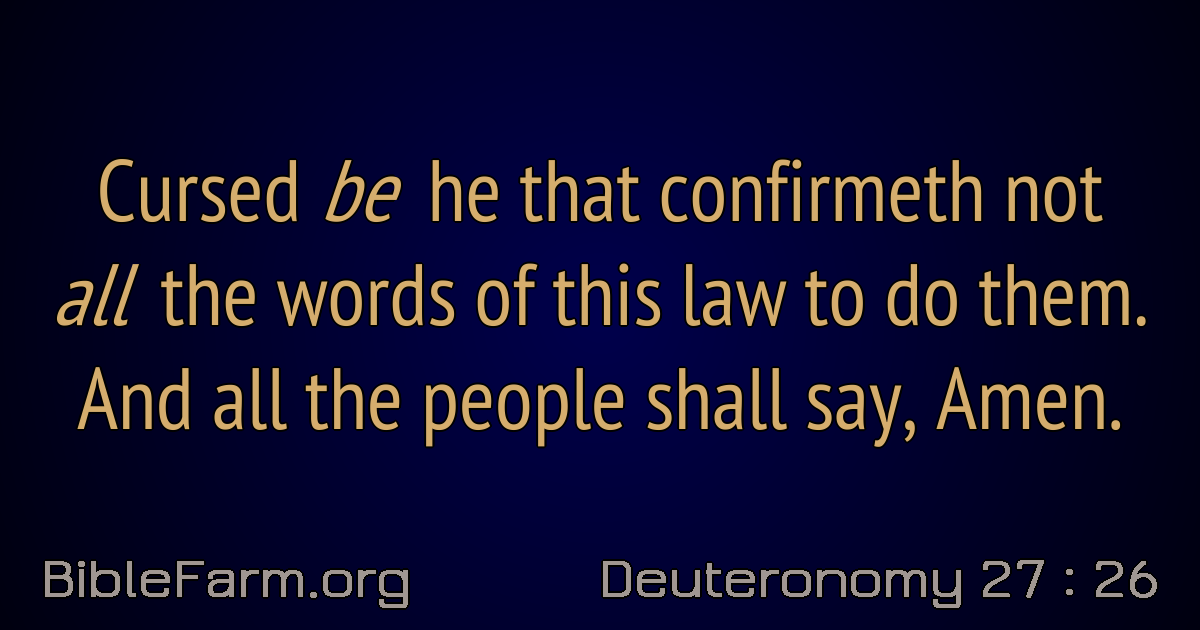 Cursed be he that confirmeth not
all the words of this law to do them.
And all the people shall say, Amen.
BibleFarm.org
Deuteronomy 27 : 26